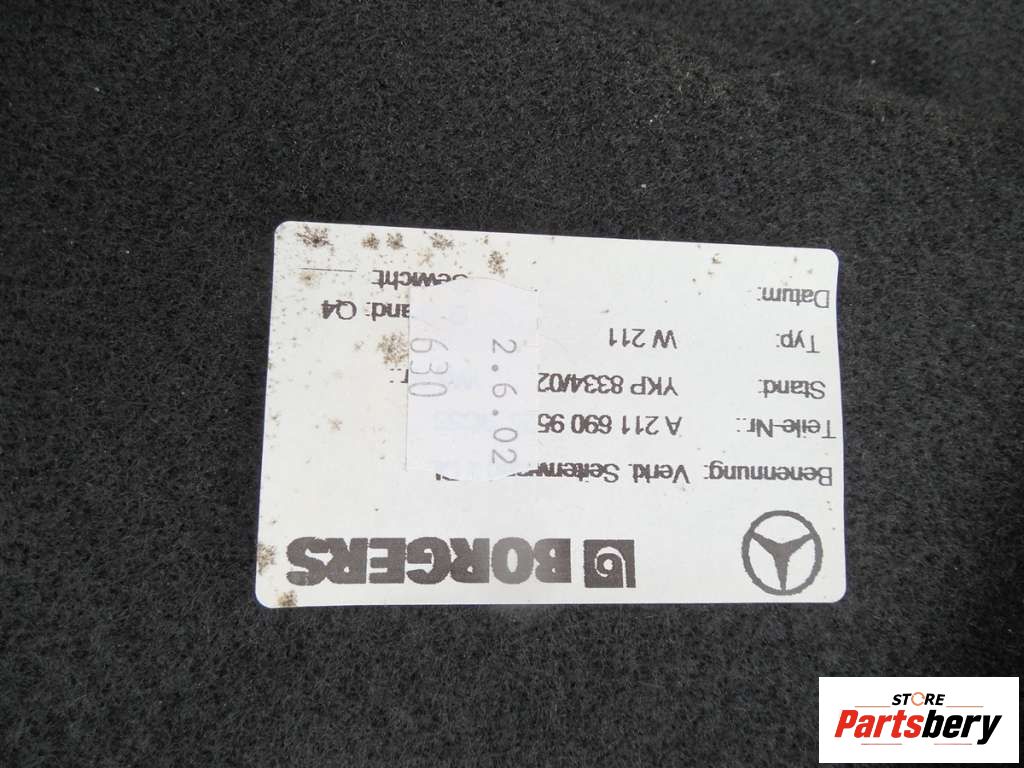 BORGERS
Benennung: Verkl. Seitenw
Teile-Nr.: A 211 690 95
Stand: YKP 8334/02
Typ: W 211
and: Q4
Datum:
Gewicht
2.6.02
630
STORE
Partsbery